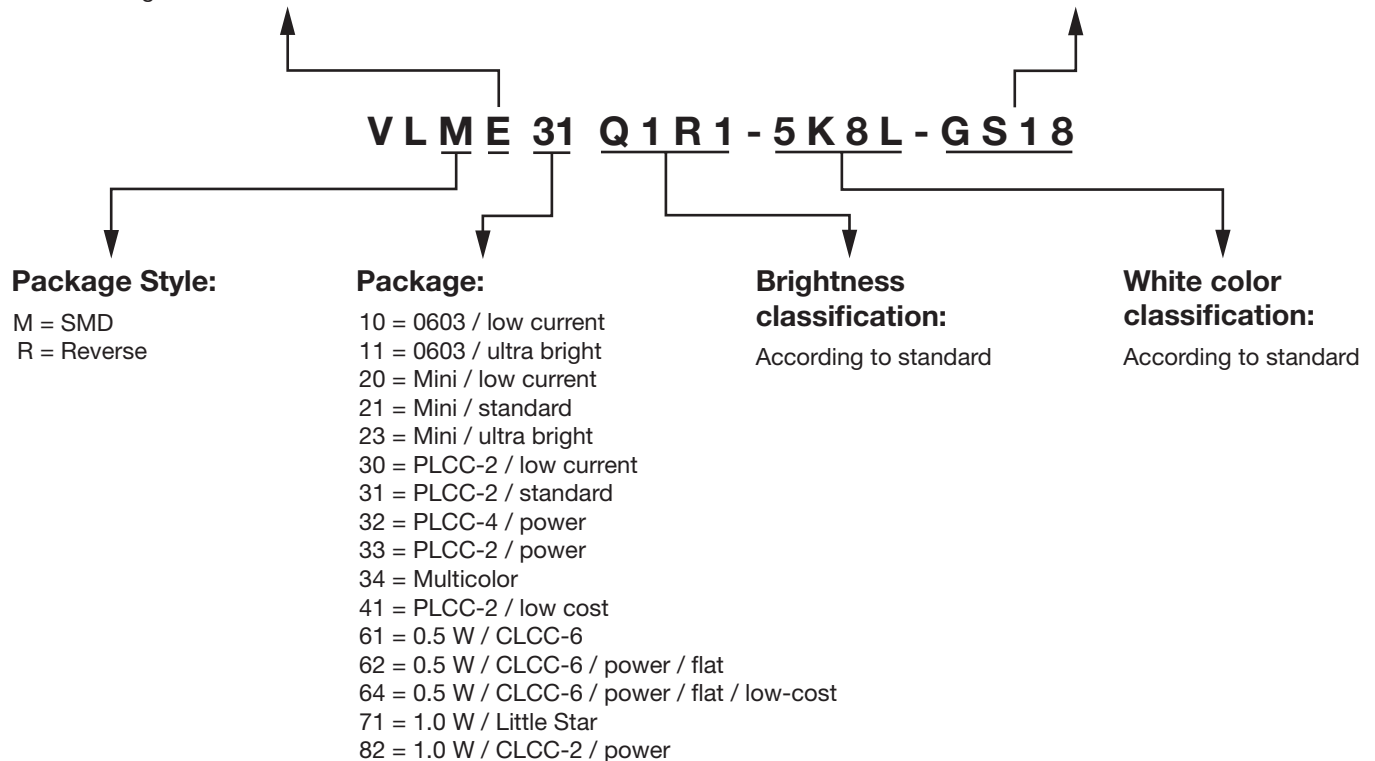 VLME31 Q1R1-5K8L-GS18
Package Style:
M = SMD
R = Reverse
Package:
10 = 0603 / low current
11 = 0603 / ultra bright
20 = Mini / low current
21 = Mini / standard
23 = Mini / ultra bright
30 = PLCC-2 / low current
31 = PLCC-2 / standard
32 = PLCC-4 / power
33 = PLCC-2 / power
34 = Multicolor
41 = PLCC-2 / low cost
61 = 0.5 W / CLCC-6
62 = 0.5 W / CLCC-6 / power / flat
64 = 0.5 W / CLCC-6 / power / flat / low-cost
71 = 1.0 W / Little Star
82 = 1.0 W / CLCC-2 / power
Brightness
classification:
According to standard
White color
classification:
According to standard